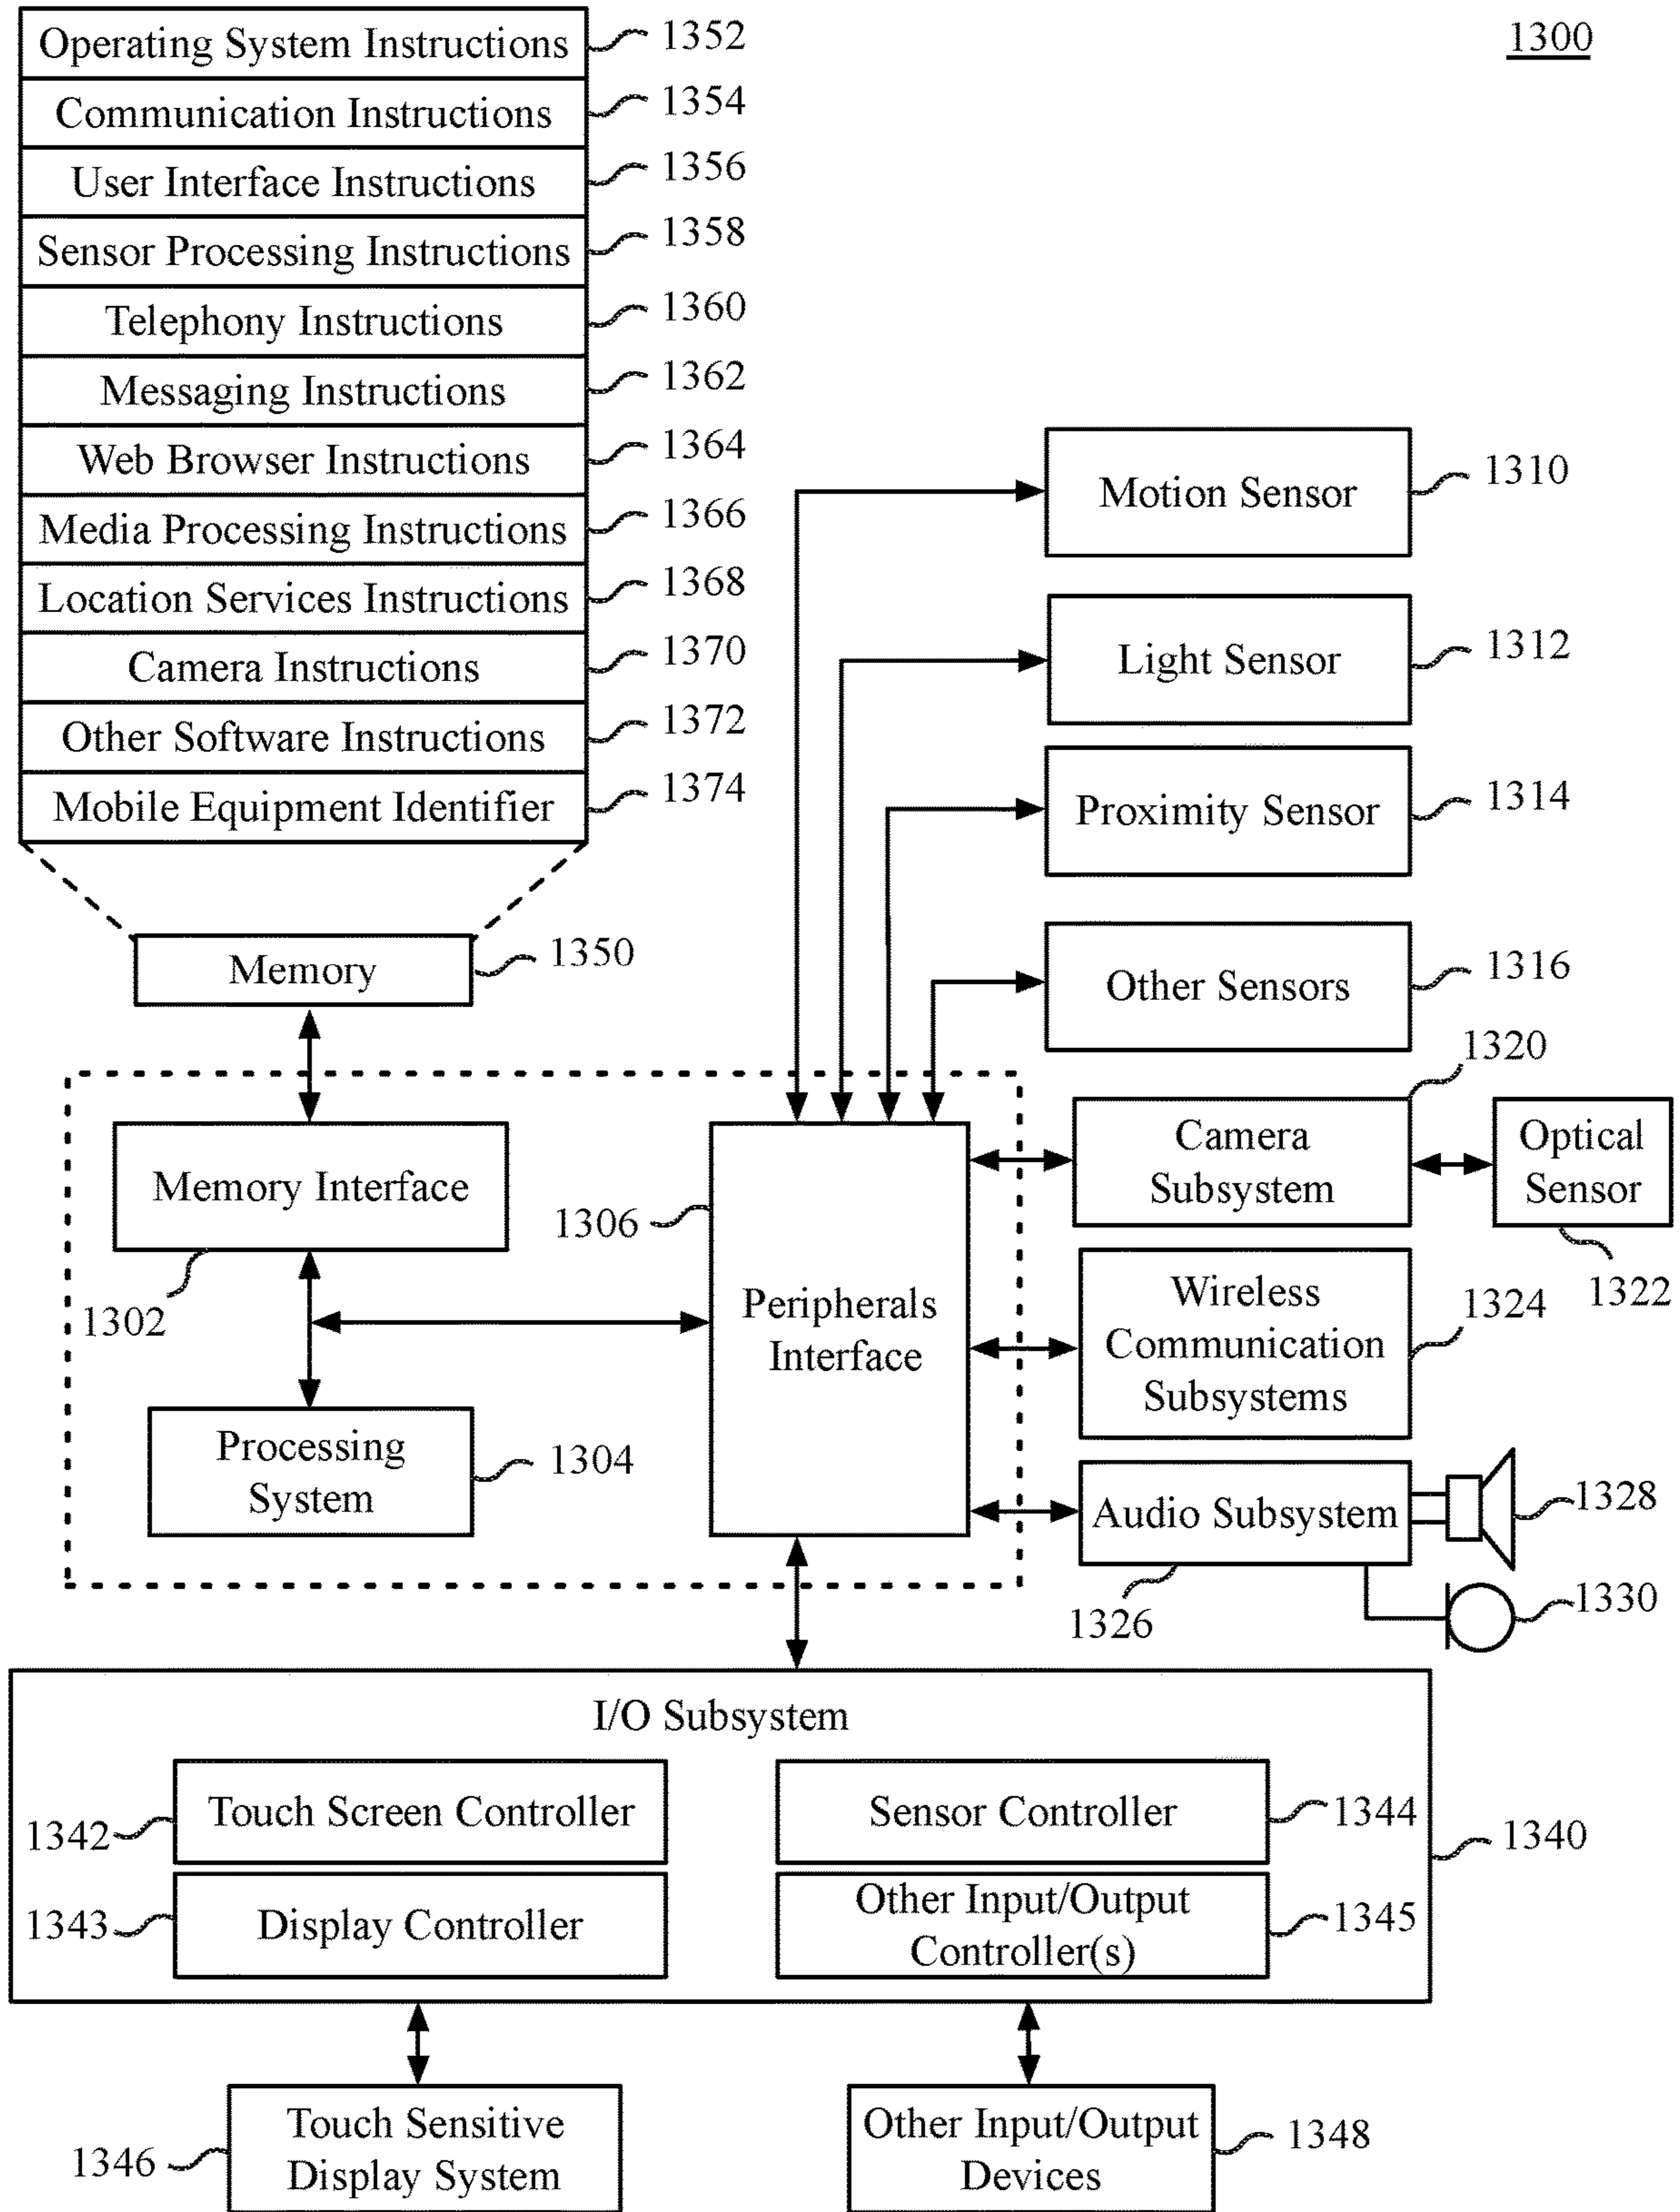 1300
Operating System Instructions
1352
Communication Instructions
1354
User Interface Instructions
1356
Sensor Processing Instructions
1358
Telephony Instructions
1360
Messaging Instructions
1362
Web Browser Instructions
1364
Media Processing Instructions
1366
Location Services Instructions
1368
Camera Instructions
1370
Other Software Instructions
1372
Mobile Equipment Identifier
1374
Memory
1350
Motion Sensor
1310
Light Sensor
1312
Proximity Sensor
1314
Other Sensors
1316
Memory Interface
1302
Processing
System
1304
1306
Peripherals
Interface
1320
Camera
Subsystem
Optical
Sensor
1322
Wireless
Communication
Subsystems
1324
Audio Subsystem
1326
1328
1330
I/O Subsystem
1340
Touch Screen Controller
1342
Sensor Controller
1344
Display Controller
1343
Other Input/Output
Controller(s)
1345
Touch Sensitive
Display System
1346
Other Input/Output
Devices
1348